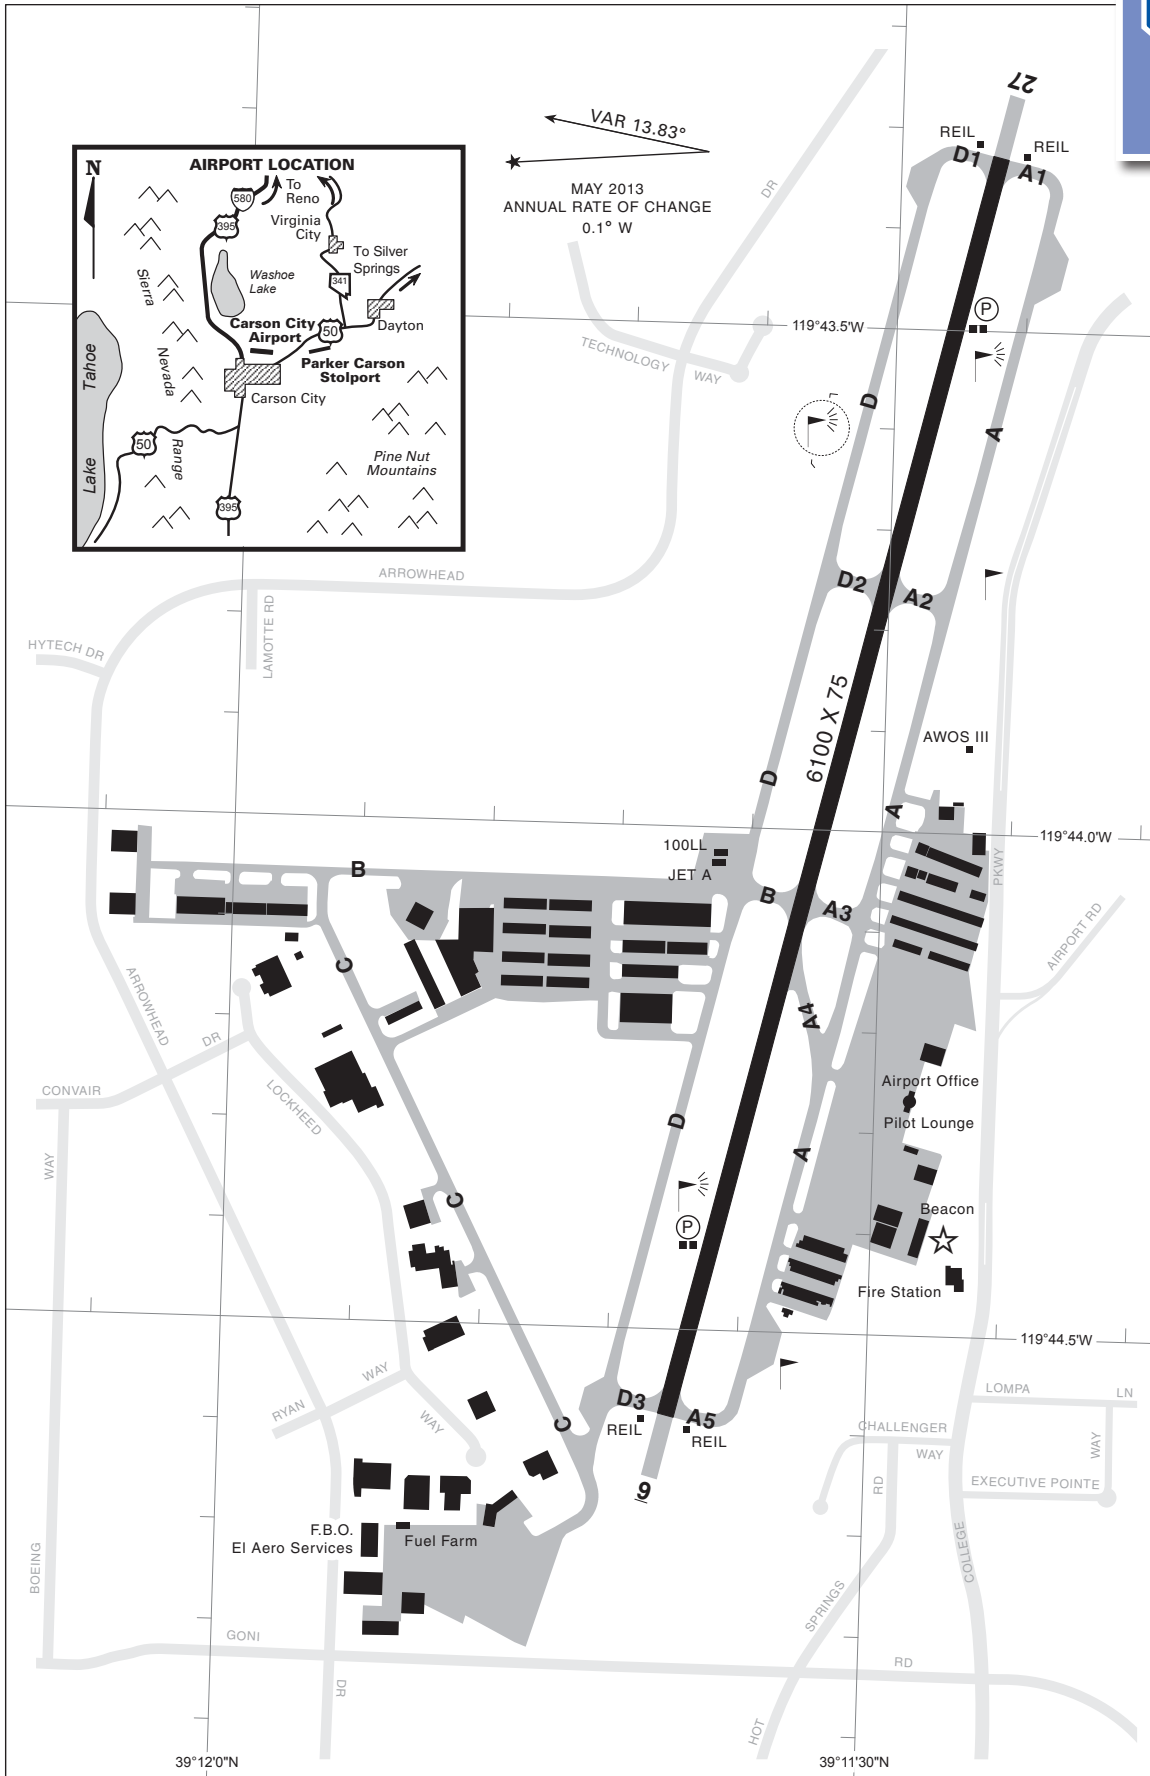 27
VAR 13.83°
REIL
REIL
D1
A1
MAY 2013
ANNUAL RATE OF CHANGE
0.1° W
DR
N
AIRPORT LOCATION
580
To
Reno
395
Virginia
City
To Silver
Springs
Sierra
Washoe
Lake
341
Carson City
Airport
50
Dayton
Nevada
Parker Carson
Stolport
Tahoe
Carson City
50
Range
Pine Nut
Mountains
Lake
395
P
119°43.5'W
TECHNOLOGY
WAY
L
D
A
ARROWHEAD
D2
A2
LAMOTTE RD
HYTECH DR
6100 X 75
AWOS III
D
A
119°44.0'W
100LL
JET A
B
PKWY
B
A3
AIRPORT RD
C
ARROWHEAD
A4
DR
CONVAIR
LOCKHEED
Airport Office
Pilot Lounge
D
A
WAY
C
P
Beacon
Fire Station
119°44.5'W
WAY
RYAN
WAY
D3
A5
C
REIL
REIL
LOMPA
LN
CHALLENGER
WAY
WAY
RD
EXECUTIVE POINTE
9
F.B.O.
El Aero Services
Fuel Farm
BOEING
COLLEGE
SPRINGS
GONI
RD
DR
HOT
39°12'0"N
39°11'30"N